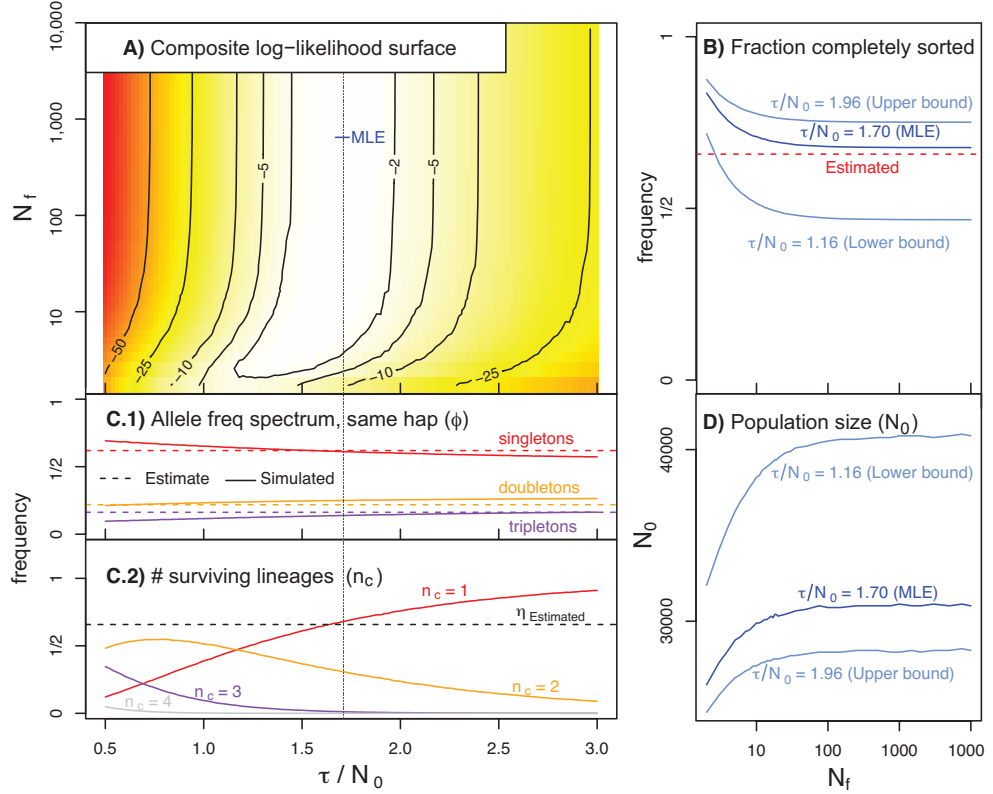 A) Composite log−likelihood surface
10,000
1,000
100
10
N f
−50
−25
−10
−5
−2
−5
−10
−25
MLE
B) Fraction completely sorted
1
1/2
0
frequency
τ/N 0 = 1.96 (Upper bound)
τ/N 0 = 1.70 (MLE)
Estimated
τ/N 0 = 1.16 (Lower bound)
C.1) Allele freq spectrum, same hap (ϕ)
1
1/2
0
frequency
singletons
Estimate
Simulated
doubletons
tripletons
C.2) # surviving lineages (n c)
1
1/2
0
n c = 1
η Estimated
n c = 2
n c = 3
n c = 4
0.5
1.0
1.5
2.0
2.5
3.0
τ / N 0
D) Population size (N 0)
40000
30000
N 0
τ/N 0 = 1.16 (Lower bound)
τ/N 0 = 1.70 (MLE)
τ/N 0 = 1.96 (Upper bound)
10
100
1000
1000
N f